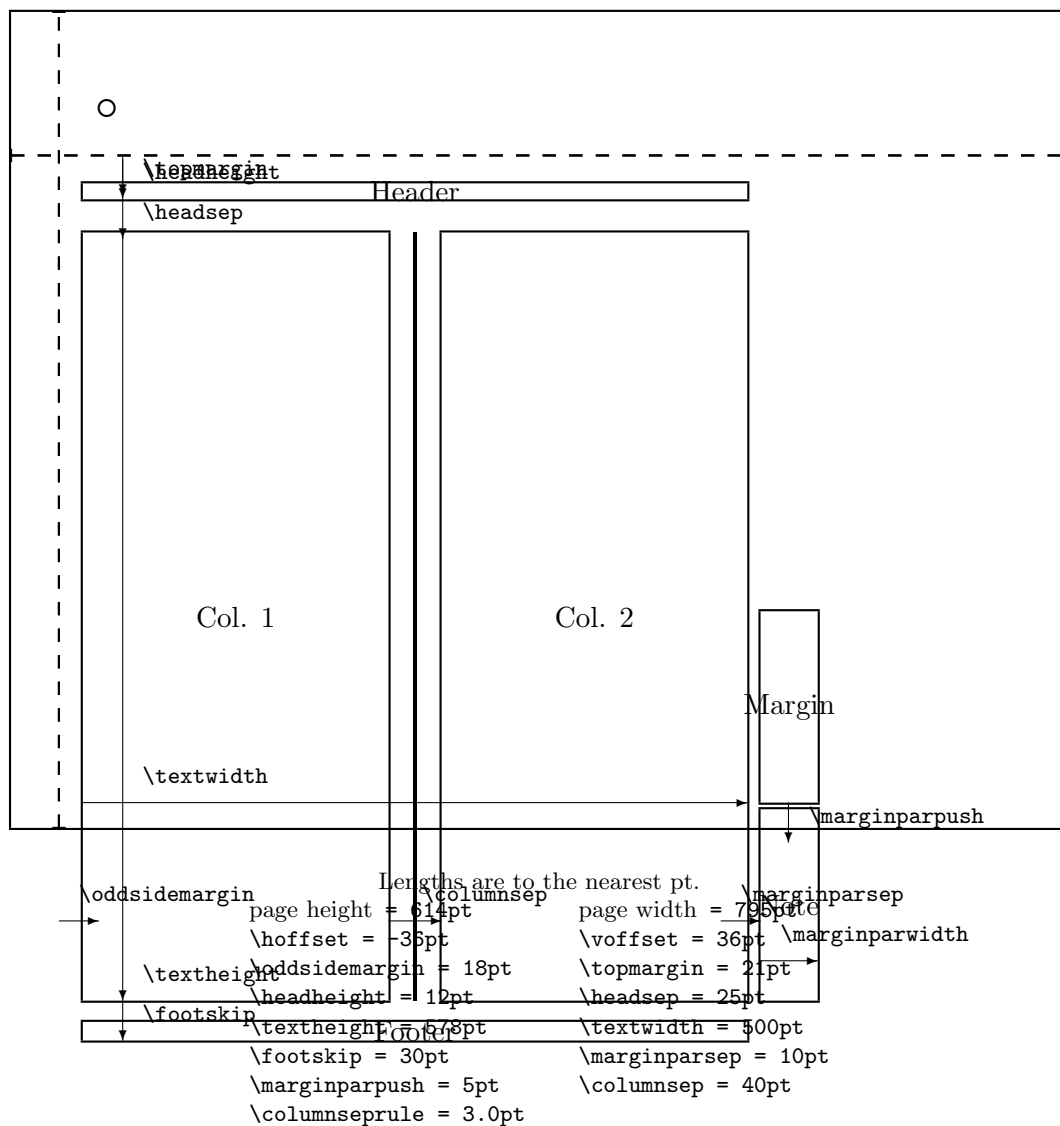 \topmargin
\headheight
Header
\headsep
Col. 1
Col. 2
Margin
\textwidth
\marginparpush
Lengths are to the nearest pt.
\oddsidemargin
\columnsep
\marginparsep
page height = 614pt
page width = 795pt
Note
\hoffset = -36pt
\voffset = 36pt
\marginparwidth
\textheight
\oddsidemargin = 18pt
\topmargin = 21pt
\headheight = 12pt
\headsep = 25pt
\footskip
\textheight = 578pt
\textwidth = 500pt
Footer
\footskip = 30pt
\marginparsep = 10pt
\marginparpush = 5pt
\columnsep = 40pt
\columnseprule = 3.0pt